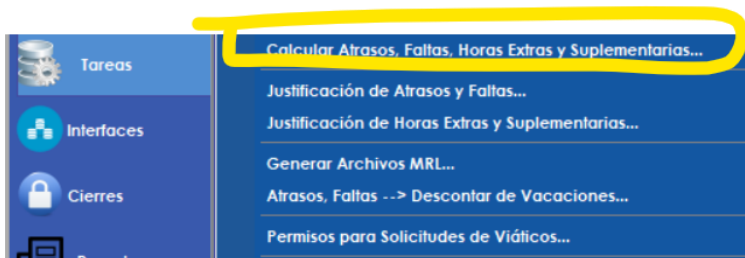 Tareas
Interfaces
Cierres
Calcular Atrasos, Faltas, Horas Extras y Suplementarias...
Justificación de Atrasos y Faltas...
Justificación de Horas Extras y Suplementarias...
Generar Archivos MRL...
Atrasos, Faltas --> Descontar de Vacaciones...
Permisos para Solicitudes de Viáticos...